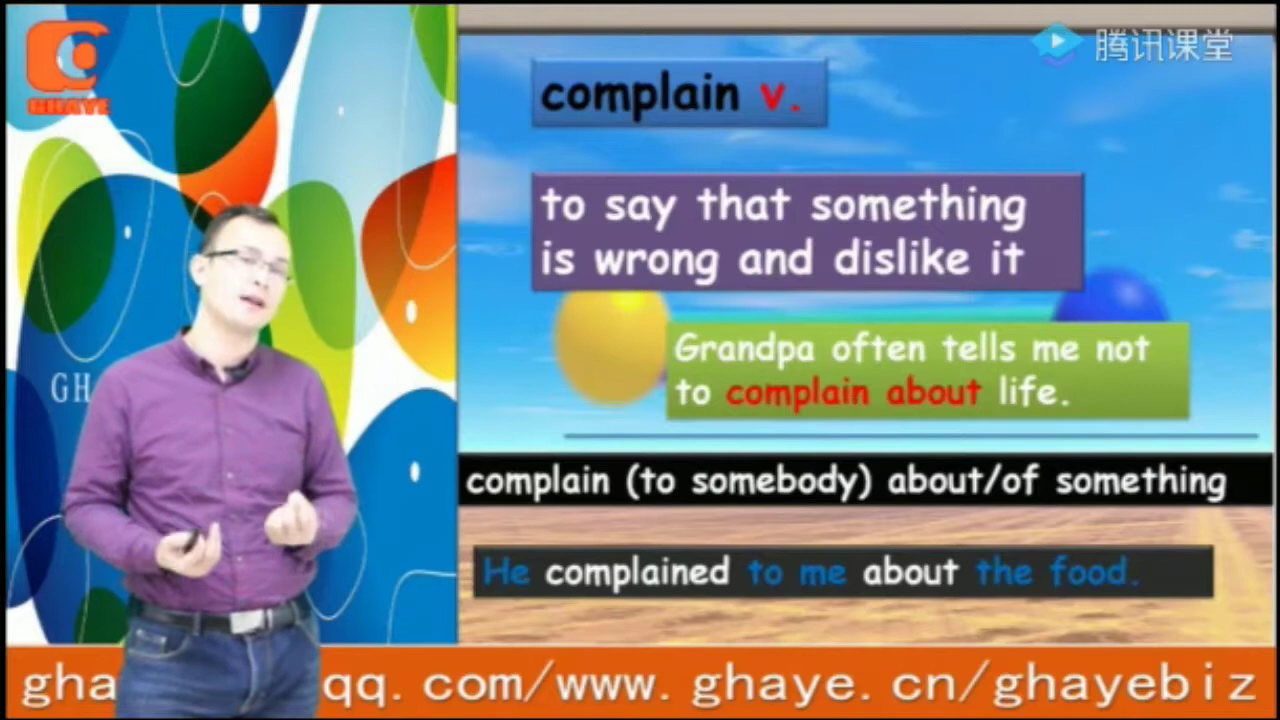 GHAYE
腾讯课堂
complain v.
to say that something
is wrong and dislike it
Grandpa often tells me not
to complain about life.
GH
complain (to somebody) about/of something
He complained to me about the food.
gha qq.com/www.ghaye.cn/ghayebiz